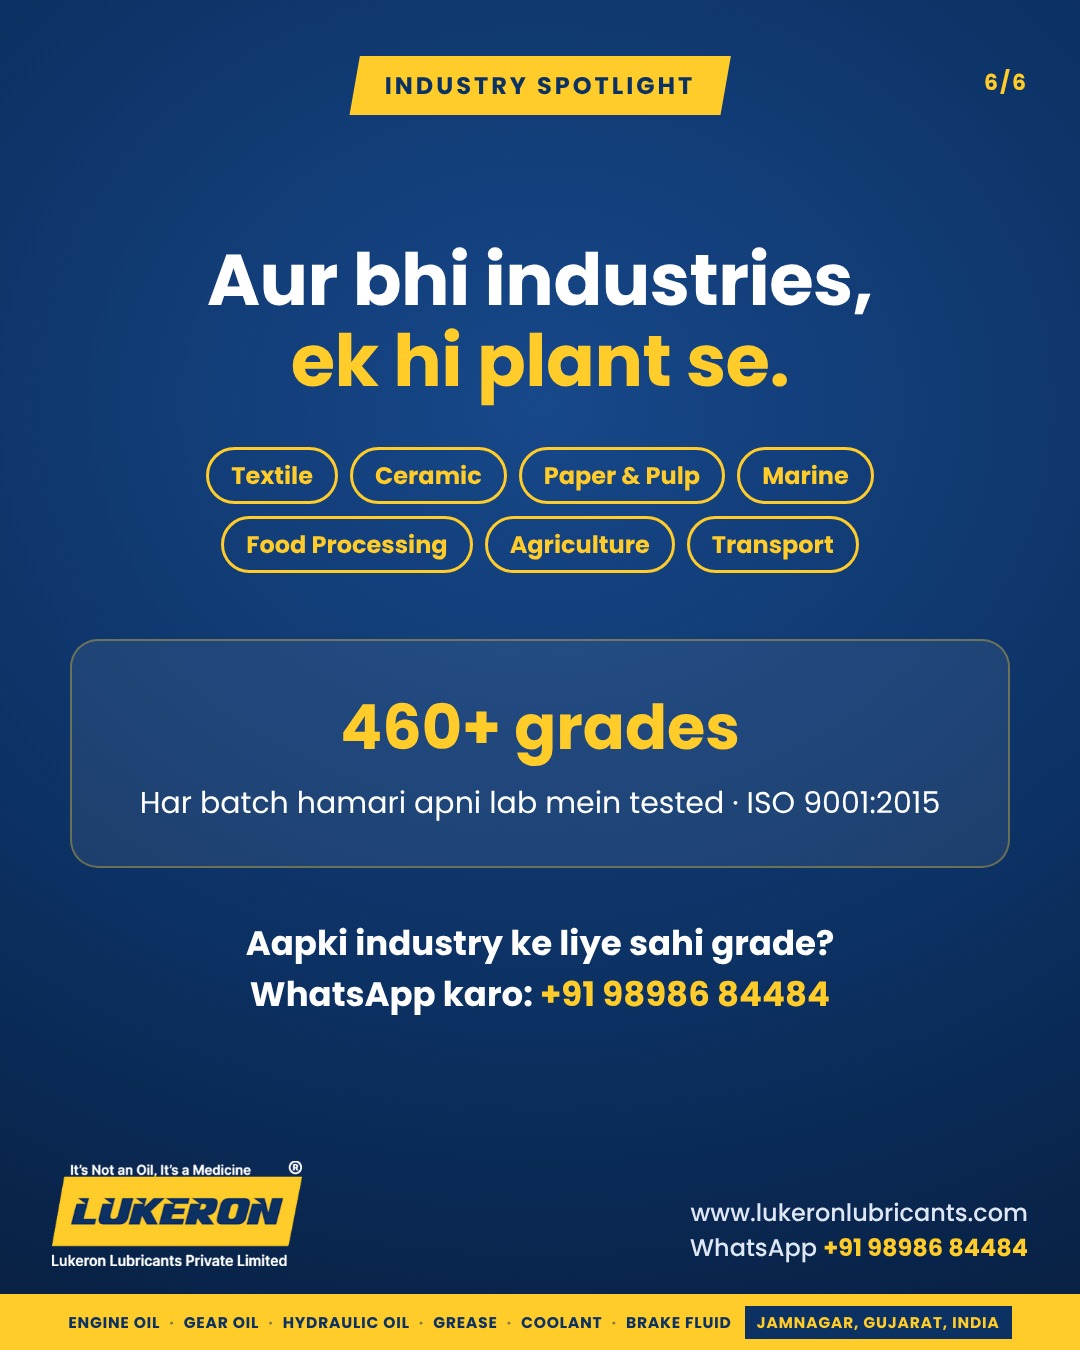 INDUSTRY SPOTLIGHT
6/6
Aur bhi industries,
ek hi plant se.
Textile Ceramic Paper & Pulp Marine
Food Processing Agriculture Transport
460+ grades
Har batch hamari apni lab mein tested · ISO 9001:2015
Aapki industry ke liye sahi grade?
WhatsApp karo: +91 98986 84484
It's Not an Oil, It's a Medicine ®
LUKERON
Lukeron Lubricants Private Limited
www.lukeronlubricants.com
WhatsApp +91 98986 84484
ENGINE OIL · GEAR OIL · HYDRAULIC OIL · GREASE · COOLANT · BRAKE FLUID JAMNAGAR, GUJARAT, INDIA